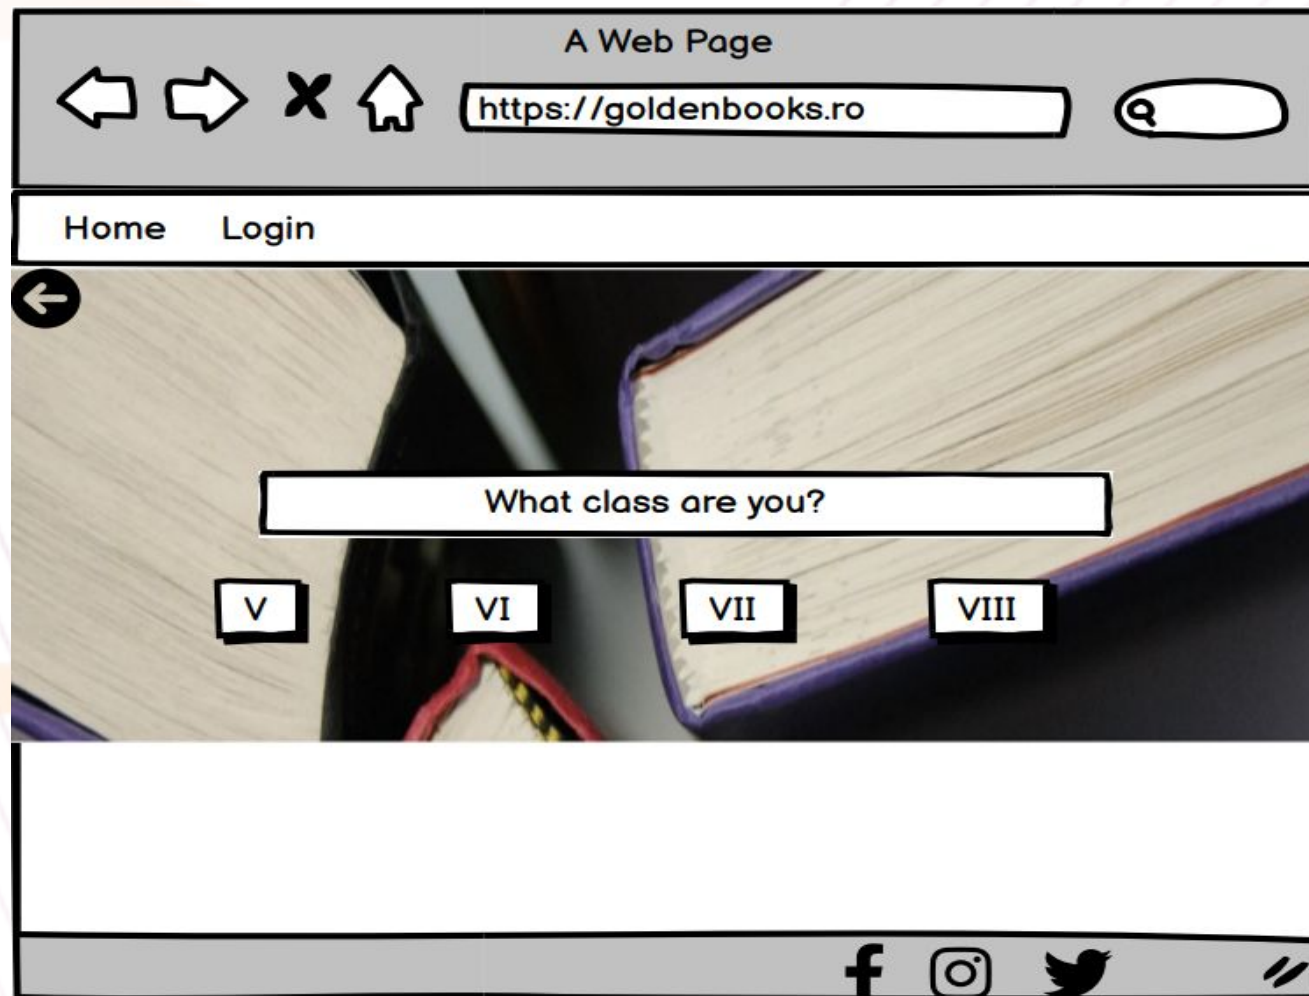 A Web Page
https://goldenbooks.ro
Home Login
What class are you?
V VI VII VIII